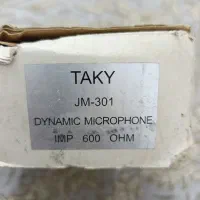 TAKY
JM-301
DYNAMIC MICROPHONE
IMP 600 OHM